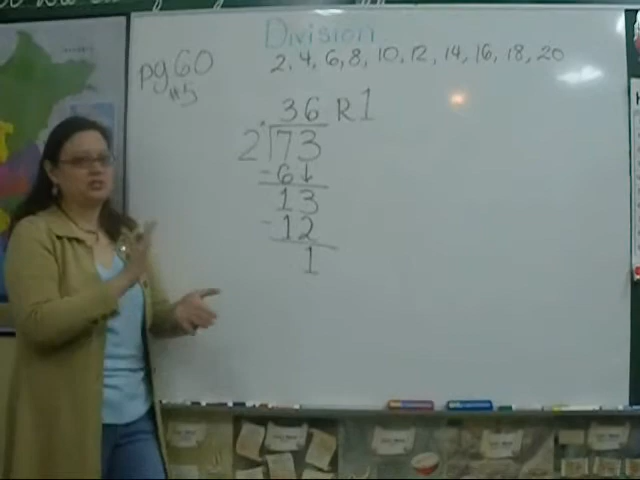 Division
2, 4, 6, 8, 10, 12, 14, 16, 18, 20
pg 60
#5
36 R1
2 73
- 6 ↓
13
- 12
1